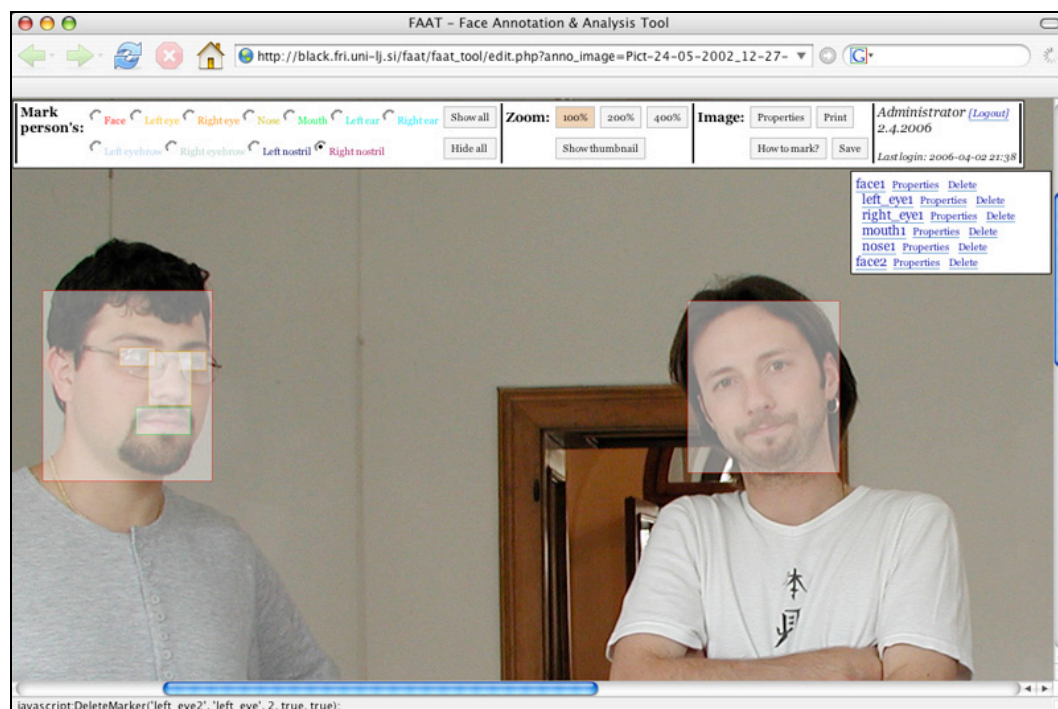 FAAT - Face Annotation & Analysis Tool
http://black.fri.uni-lj.si/faat/faat_tool/edit.php?anno_image=Pict-24-05-2002_12-27-
G
Mark person's:
Face Left eye Right eye Nose Mouth Left ear Right ear
Left eyebrow Right eyebrow Left nostril Right nostril
Show all
Hide all
Zoom: 100% 200% 400%
Show thumbnail
Image: Properties Print
How to mark? Save
Administrator [Logout]
2.4.2006
Last login: 2006-04-02 21:38
face1 Properties Delete
left_eye1 Properties Delete
right_eye1 Properties Delete
mouth1 Properties Delete
nose1 Properties Delete
face2 Properties Delete
javascript:DeleteMarker('left_eye2', 'left_eye', 2, true, true);